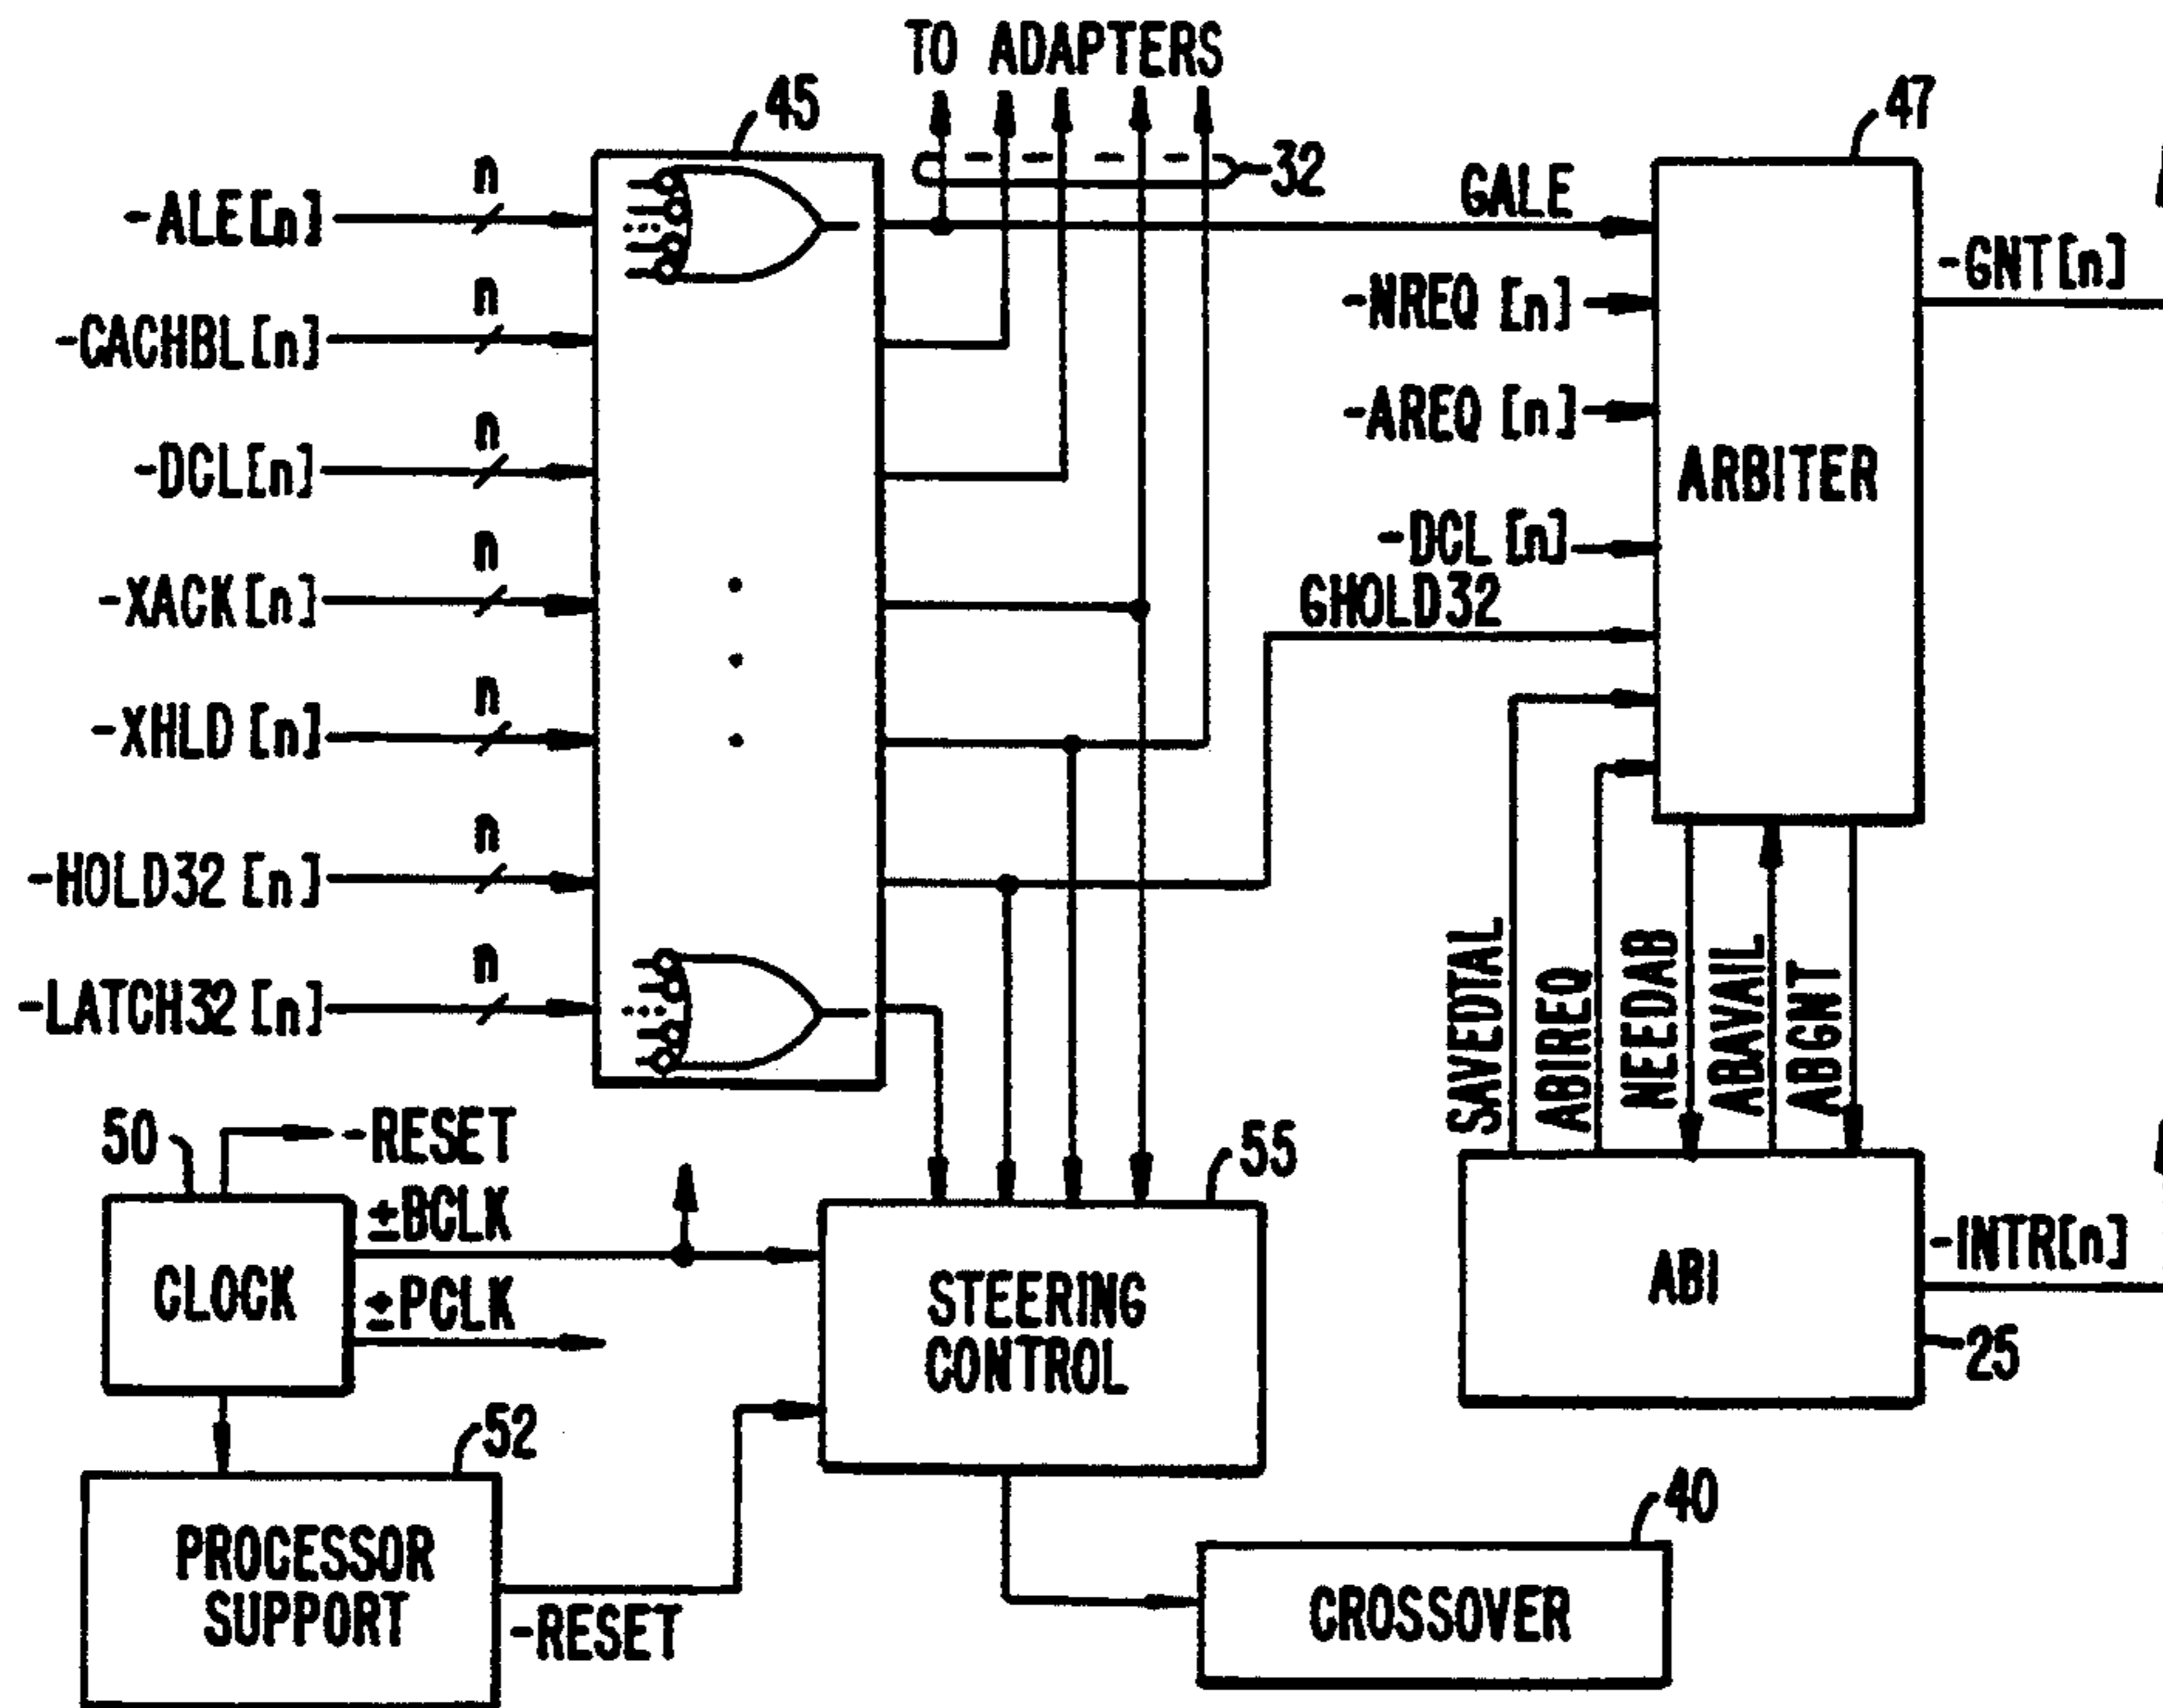 TO ADAPTERS
45
47
32
n
-ALE[n]
GALE
-GNT[n]
n
-CACHBL[n]
-NREQ [n]
-AREQ [n]
n
-DCL[n]
ARBITER
-DCL [n]
n
-XACK[n]
GHOLD32
n
-XHLD [n]
n
-HOLD32 [n]
n
-LATCH32 [n]
SAVEDIAL
ABIREQ
NEEDAB
ABAVAIL
ABGNT
50
-RESET
55
±BCLK
-INTR[n]
CLOCK
±PCLK
STEERING
CONTROL
ABI
25
52
40
PROCESSOR
SUPPORT
-RESET
CROSSOVER